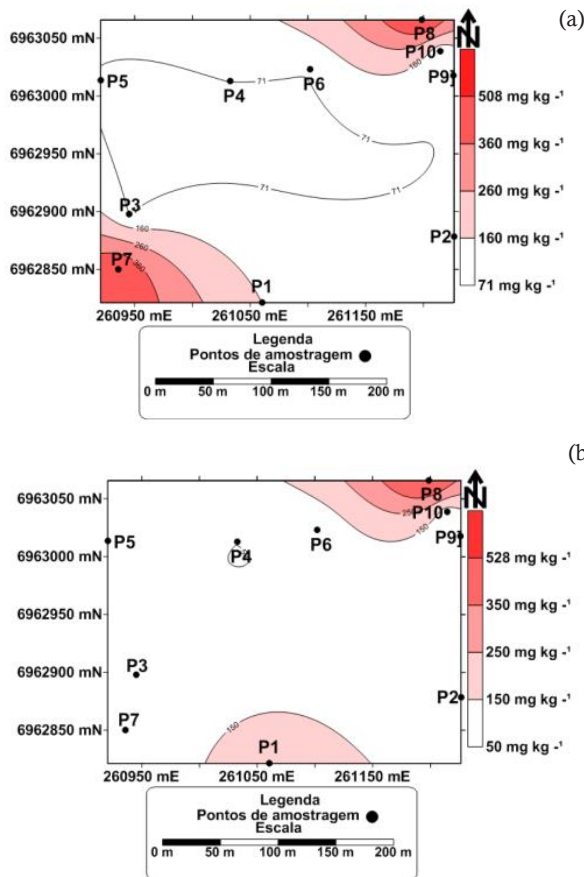 (a)
N
6963050 mN
6963000 mN
6962950 mN
6962900 mN
6962850 mN
P8
P10
160
P9
P5
P4
71
P6
71
71
P3
160
260
360
P7
P1
P2
508 mg kg -1
360 mg kg -1
260 mg kg -1
160 mg kg -1
71 mg kg -1
260950 mE 261050 mE 261150 mE
Legenda
Pontos de amostragem
Escala
0 m 50 m 100 m 150 m 200 m
(b
N
6963050 mN
6963000 mN
6962950 mN
6962900 mN
6962850 mN
P8
P10
150
P9
P5
P4
P6
P3
P7
150
P1
P2
528 mg kg -1
350 mg kg -1
250 mg kg -1
150 mg kg -1
50 mg kg -1
260950 mE 261050 mE 261150 mE
Legenda
Pontos de amostragem
Escala
0 m 50 m 100 m 150 m 200 m